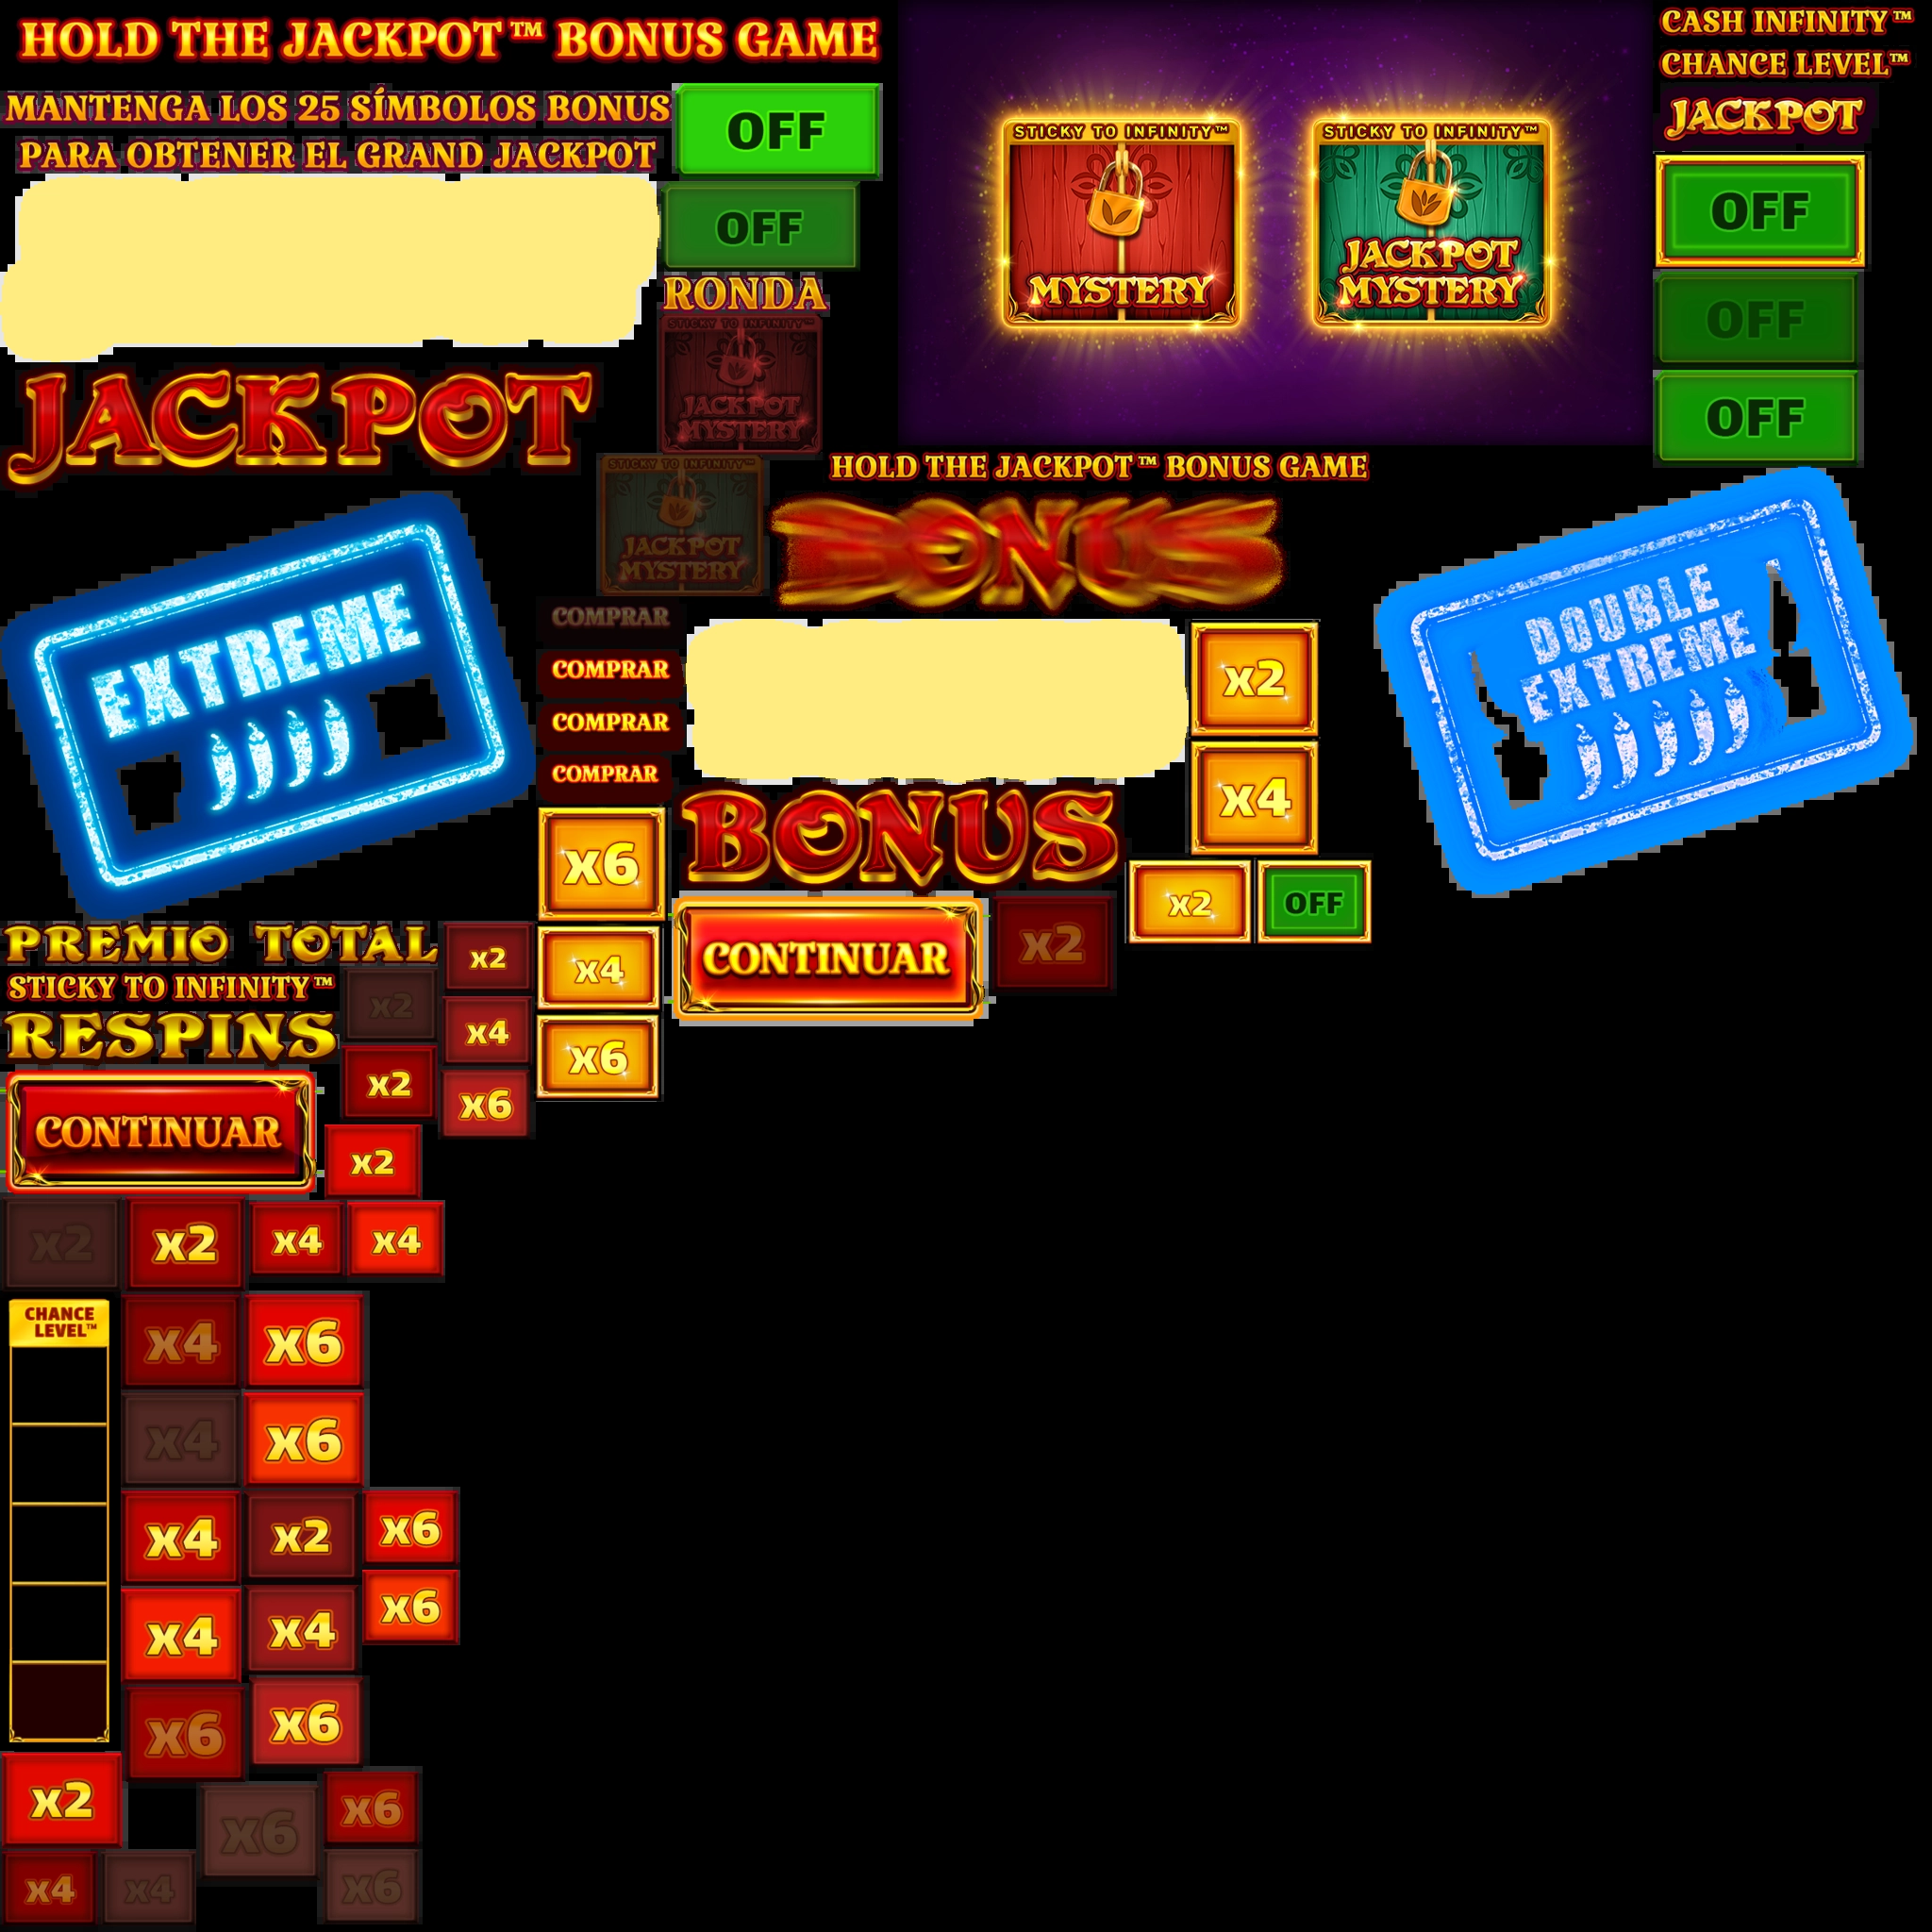 HOLD THE JACKPOT™ BONUS GAME
MANTENGA LOS 25 SÍMBOLOS BONUS
PARA OBTENER EL GRAND JACKPOT
OFF
OFF
RONDA
STICKY TO INFINITY™
JACKPOT
MYSTERY
STICKY TO INFINITY™
MYSTERY
STICKY TO INFINITY™
JACKPOT
MYSTERY
CASH INFINITY™
CHANCE LEVEL™
JACKPOT
OFF
OFF
OFF
JACKPOT
STICKY TO INFINITY™
JACKPOT
MYSTERY
HOLD THE JACKPOT™ BONUS GAME
BONUS
EXTREME
DOUBLE
EXTREME
COMPRAR
COMPRAR
COMPRAR
COMPRAR
x2
x4
x6
BONUS
x2
OFF
CONTINUAR
x2
x4
x6
PREMIO TOTAL
STICKY TO INFINITY™
RESPINS
x2
x2
x4
x2
x6
CONTINUAR
x2
x2
x2
x4
x4
CHANCE
LEVEL™
x4
x6
x4
x6
x4
x2
x6
x4
x4
x6
x6
x6
x2
x6
x6
x4
x4
x6